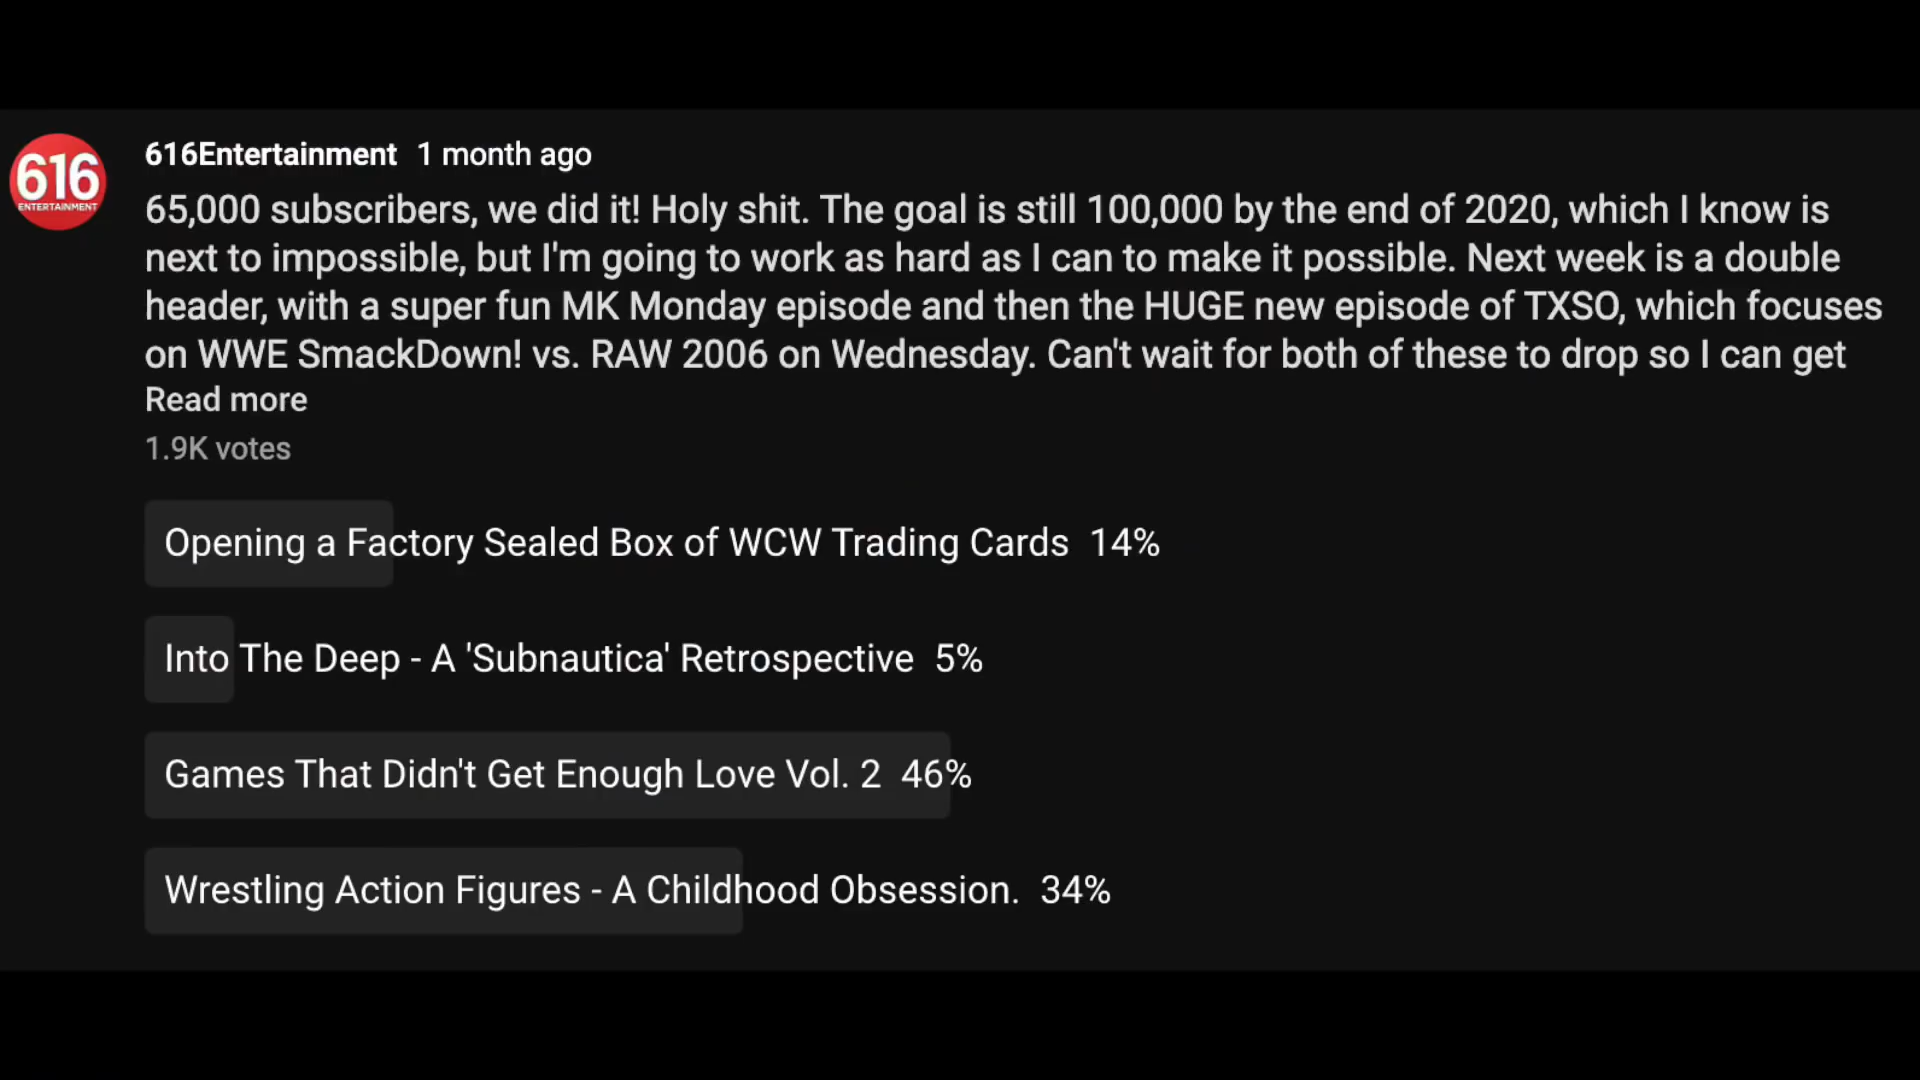 616
ENTERTAINMENT
616Entertainment 1 month ago
65,000 subscribers, we did it! Holy shit. The goal is still 100,000 by the end of 2020, which I know is
next to impossible, but I'm going to work as hard as I can to make it possible. Next week is a double
header, with a super fun MK Monday episode and then the HUGE new episode of TXSO, which focuses
on WWE SmackDown! vs. RAW 2006 on Wednesday. Can't wait for both of these to drop so I can get
Read more
1.9K votes
Opening a Factory Sealed Box of WCW Trading Cards 14%
Into The Deep - A 'Subnautica' Retrospective 5%
Games That Didn't Get Enough Love Vol. 2 46%
Wrestling Action Figures - A Childhood Obsession. 34%